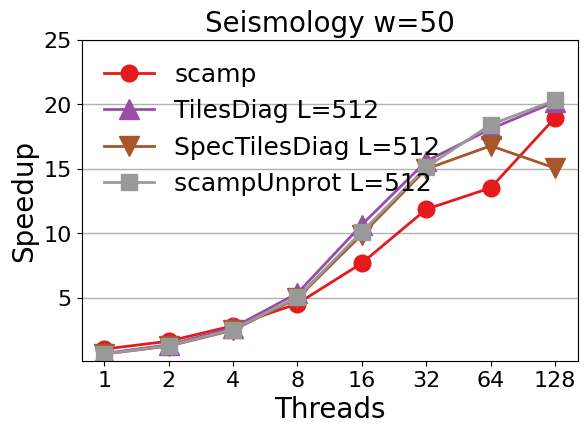 Seismology w=50
25
20
15
10
5
Speedup
scamp
TilesDiag L=512
SpecTilesDiag L=512
scampUnprot L=512
1 2 4 8 16 32 64 128
Threads